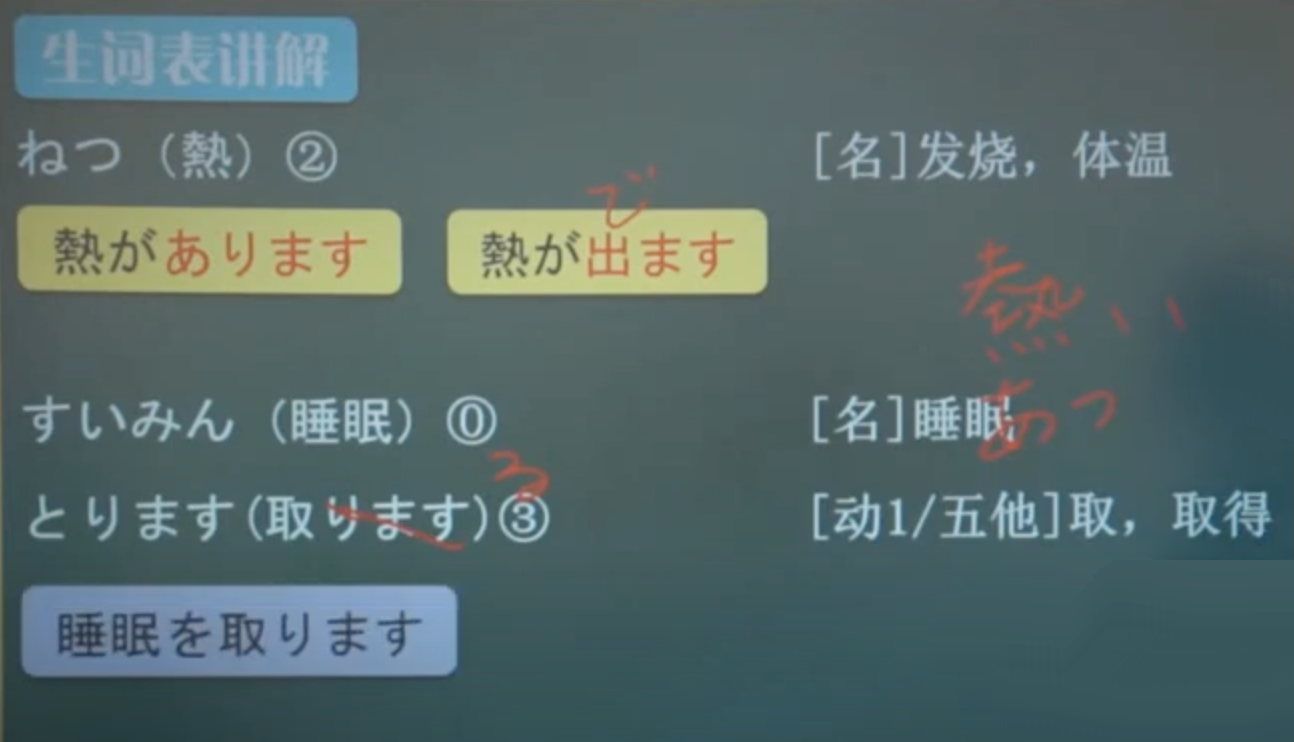 生词表讲解
ねつ（熱）② [名]发烧，体温
で
熱があります 熱が出ます
熱い
あつ
すいみん（睡眠）⓪ [名]睡眠
る
とります(取ります)③ [动1/五他]取，取得
睡眠を取ります